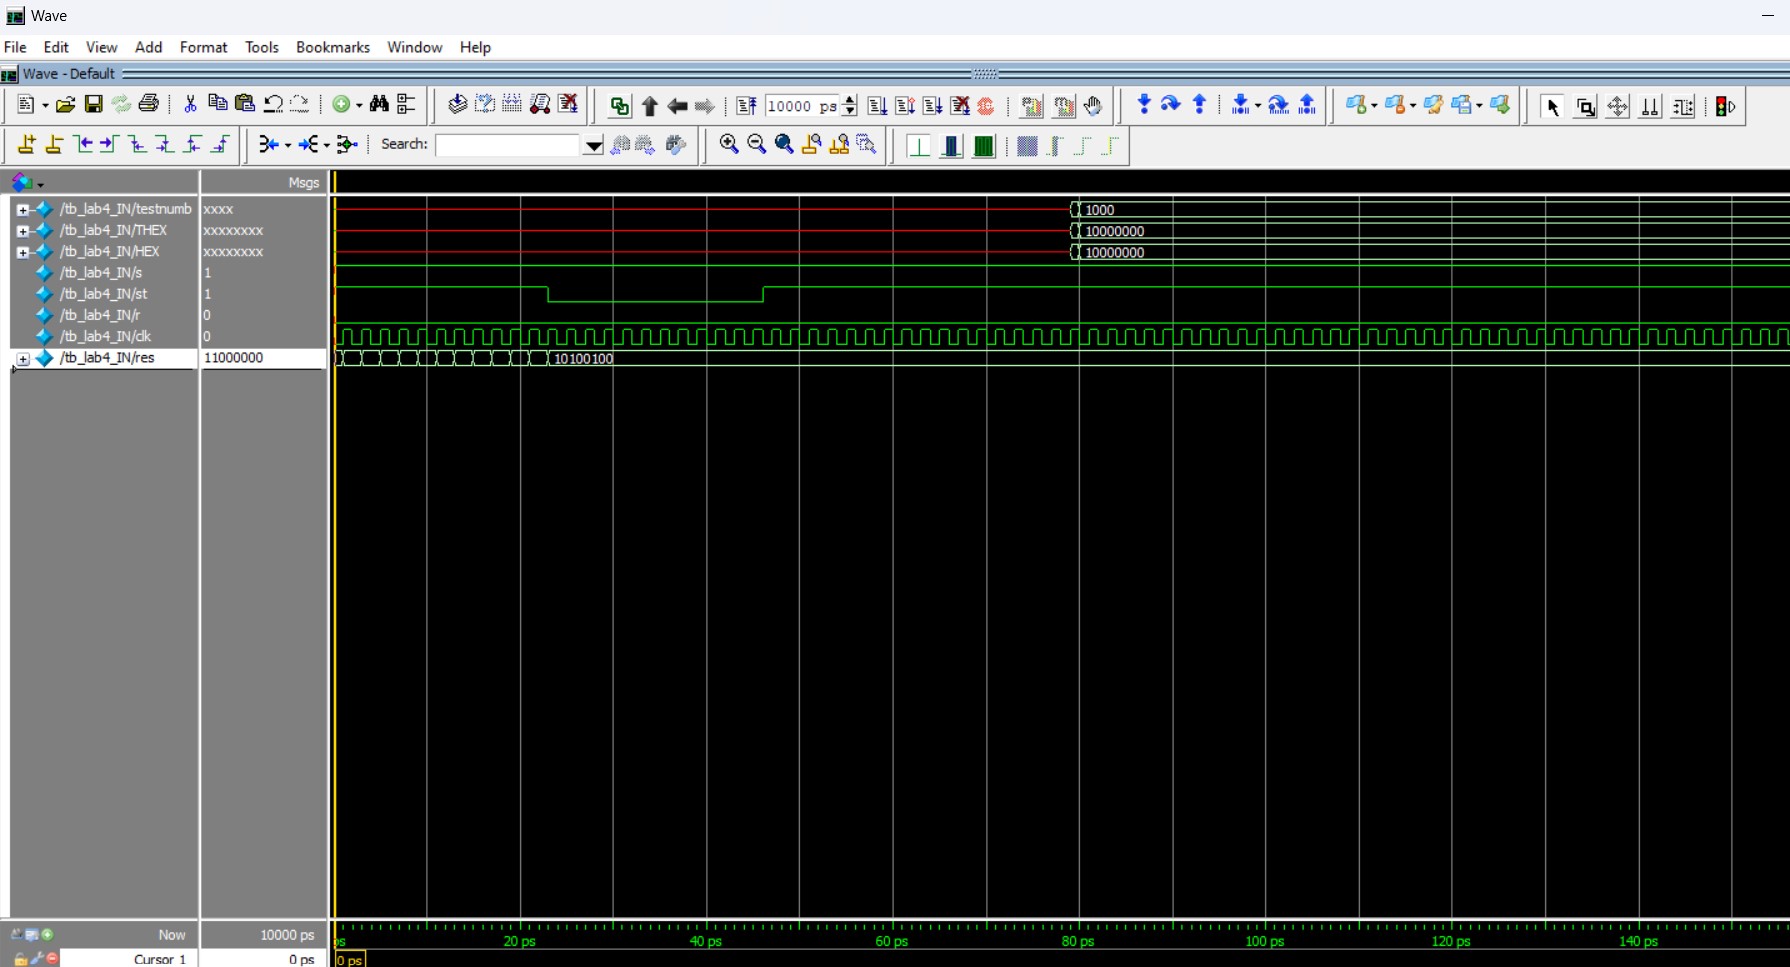 Wave
File Edit View Add Format Tools Bookmarks Window Help
Wave - Default
10000 ps
Search:
Msgs
/tb_lab4_IN/testnumb xxxx 1000
/tb_lab4_IN/THEX xxxxxxxx 10000000
/tb_lab4_IN/HEX xxxxxxxx 10000000
/tb_lab4_IN/s 1
/tb_lab4_IN/st 1
/tb_lab4_IN/r 0
/tb_lab4_IN/clk 0
/tb_lab4_IN/res 11000000 10100100
Now 10000 ps ps 20 ps 40 ps 60 ps 80 ps 100 ps 120 ps 140 ps
Cursor 1 0 ps 0 ps